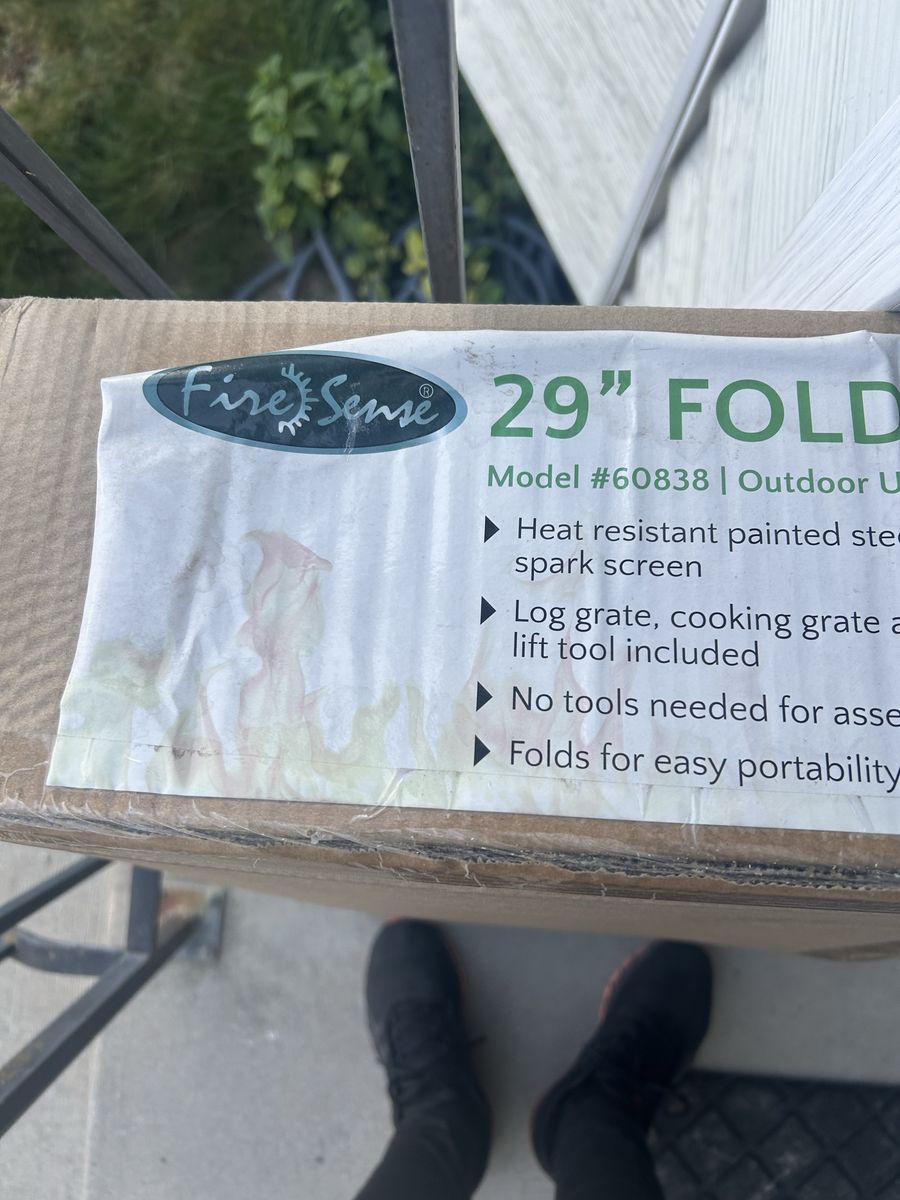 Fire Sense®
29” FOLD
Model #60838 | Outdoor U
Heat resistant painted stee
spark screen
Log grate, cooking grate a
lift tool included
No tools needed for asse
Folds for easy portability